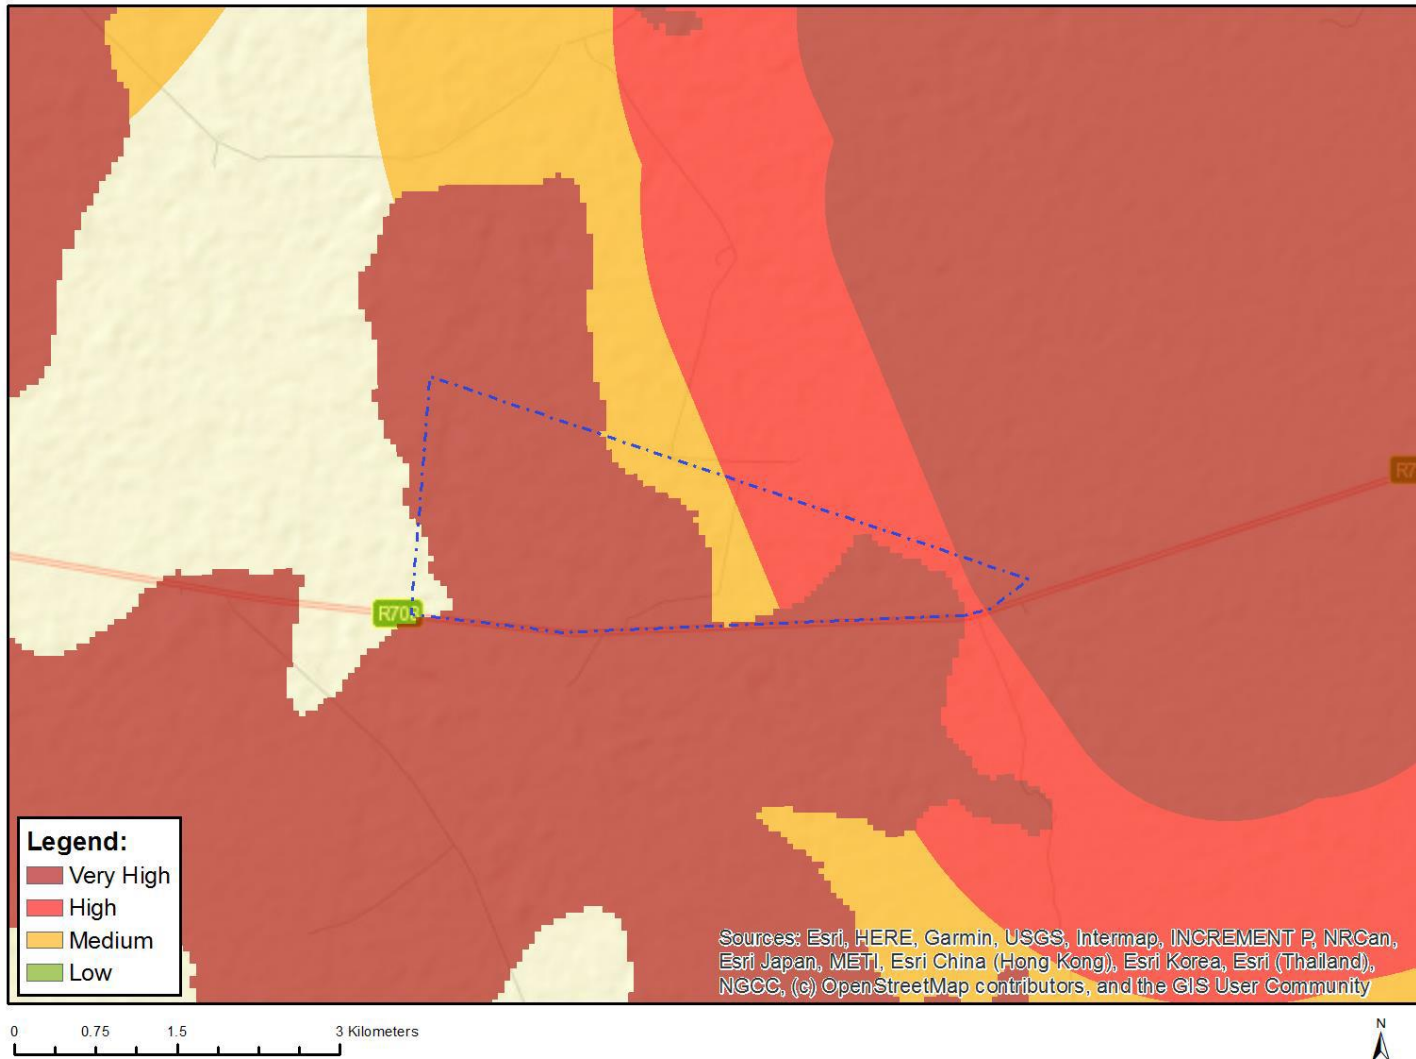 R703
R7
Legend:
Very High
High
Medium
Low
Sources: Esri, HERE, Garmin, USGS, Intermap, INCREMENT P, NRCan,
Esri Japan, METI, Esri China (Hong Kong), Esri Korea, Esri (Thailand),
NGCC, (c) OpenStreetMap contributors, and the GIS User Community
0 0.75 1.5 3 Kilometers
N